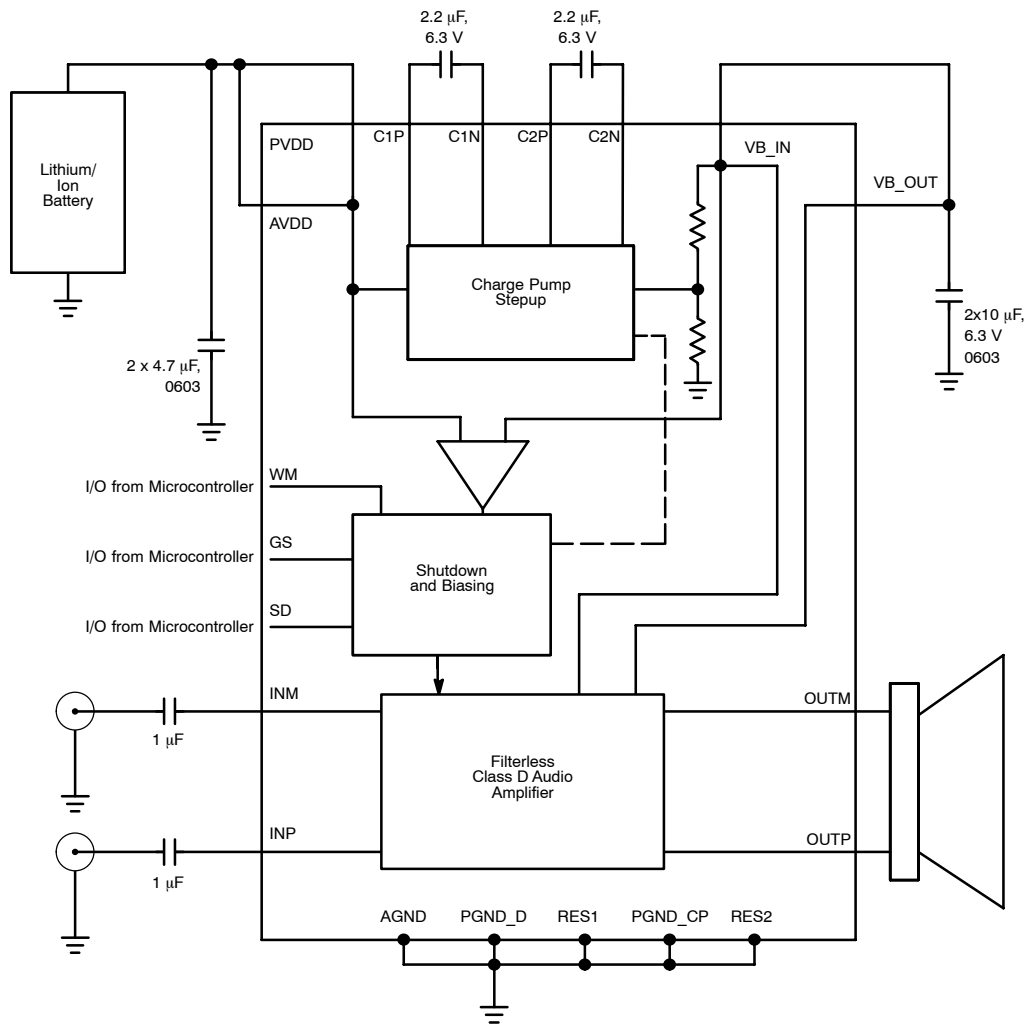 2.2 μF,
6.3 V
2.2 μF,
6.3 V
PVDD
C1P
C1N
C2P
C2N
VB_IN
VB_OUT
Lithium/
Ion
Battery
AVDD
Charge Pump
Stepup
2x10 μF,
6.3 V
0603
2 x 4.7 μF,
0603
I/O from Microcontroller
WM
I/O from Microcontroller
GS
Shutdown
and Biasing
I/O from Microcontroller
SD
INM
OUTM
1 μF
Filterless
Class D Audio
Amplifier
INP
OUTP
1 μF
AGND
PGND_D
RES1
PGND_CP
RES2